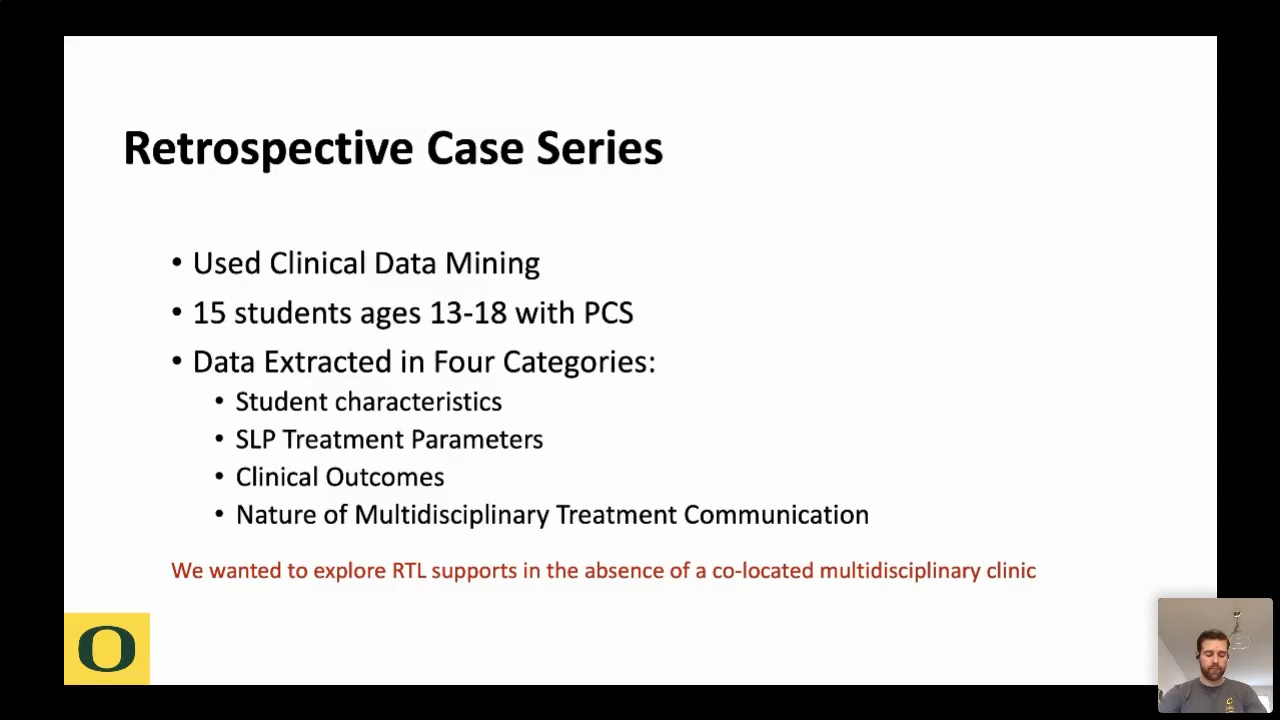 Retrospective Case Series
• Used Clinical Data Mining
• 15 students ages 13-18 with PCS
• Data Extracted in Four Categories:
• Student characteristics
• SLP Treatment Parameters
• Clinical Outcomes
• Nature of Multidisciplinary Treatment Communication
We wanted to explore RTL supports in the absence of a co-located multidisciplinary clinic
O